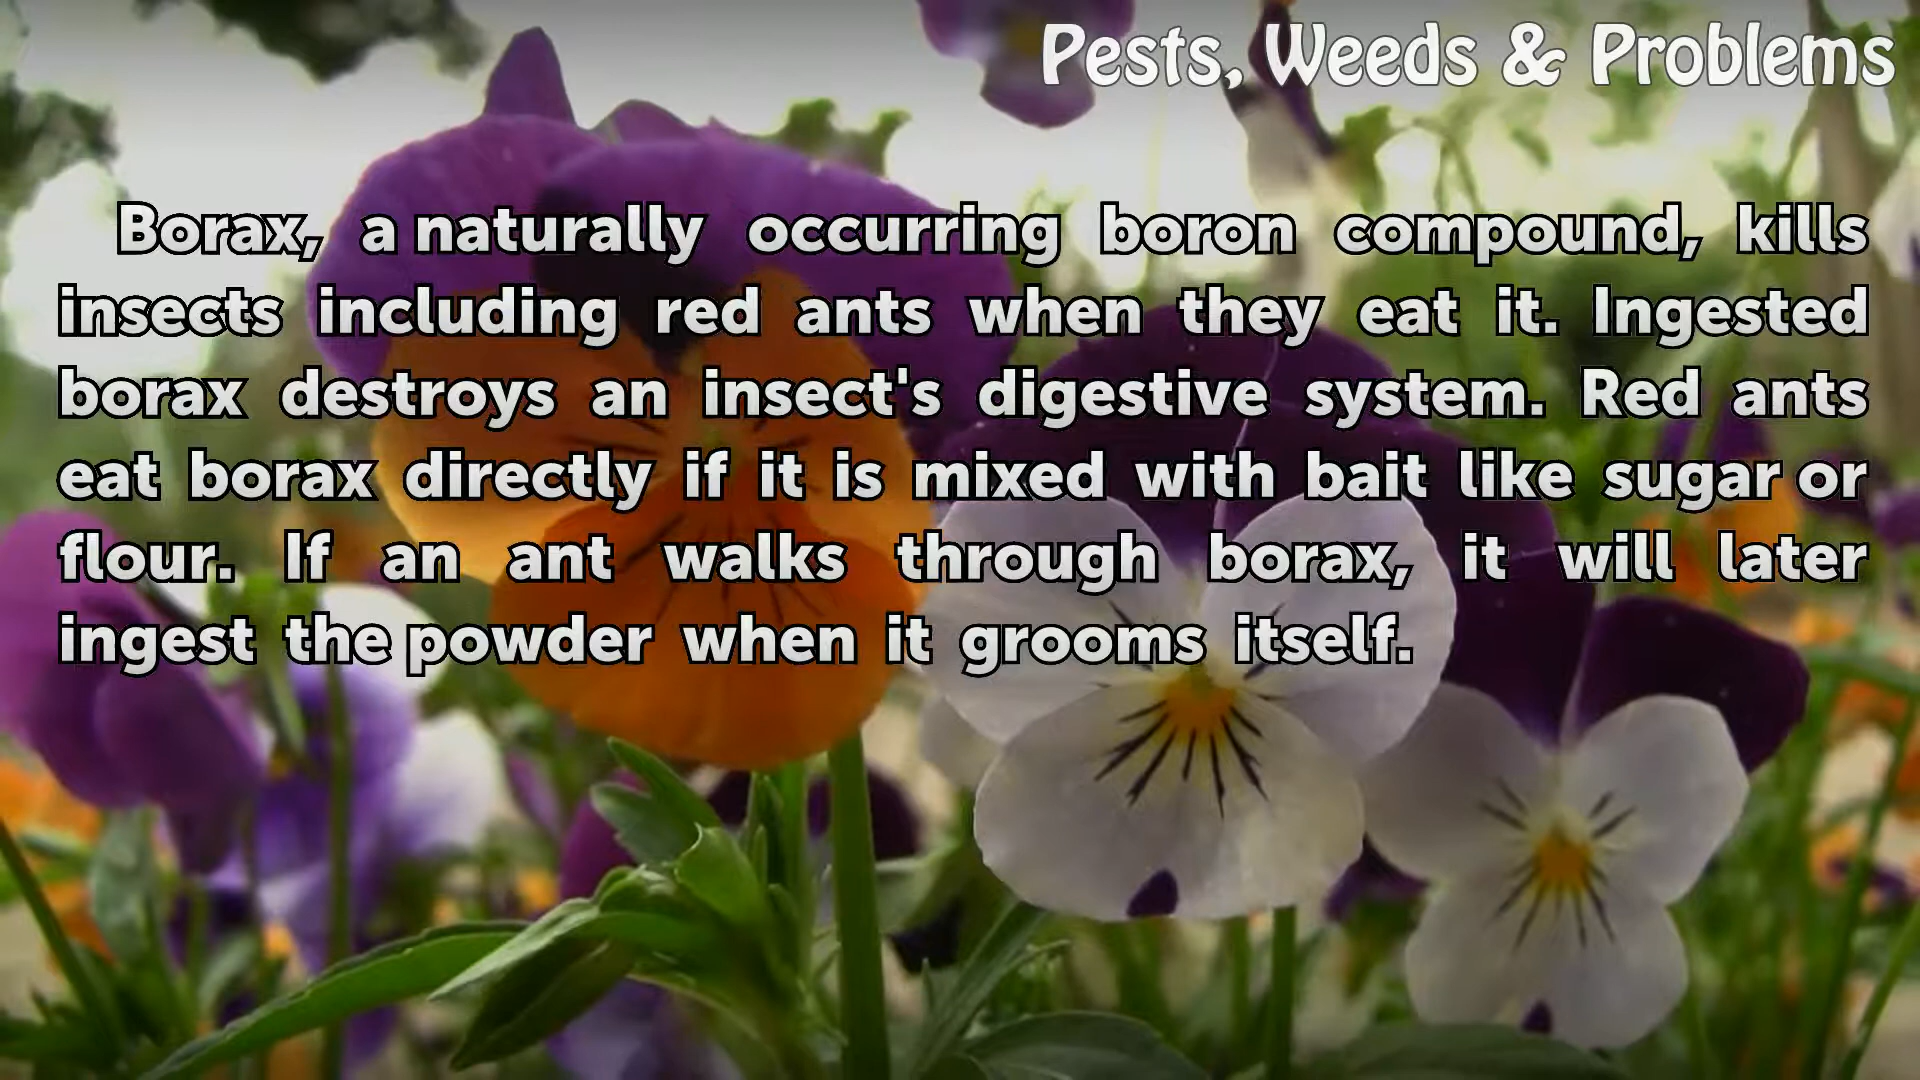 Pests, Weeds & Problems
Borax, a naturally occurring boron compound, kills
insects including red ants when they eat it. Ingested
borax destroys an insect's digestive system. Red ants
eat borax directly if it is mixed with bait like sugar or
flour. If an ant walks through borax, it will later
ingest the powder when it grooms itself.